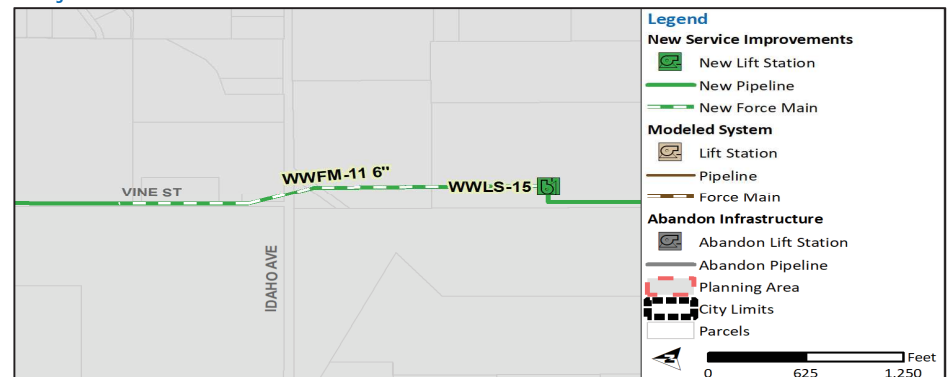 WWFM-11 6"
WWLS-15
VINE ST
IDAHO AVE
Legend
New Service Improvements
New Lift Station
New Pipeline
New Force Main
Modeled System
Lift Station
Pipeline
Force Main
Abandon Infrastructure
Abandon Lift Station
Abandon Pipeline
Planning Area
City Limits
Parcels
Feet
0 625 1,250